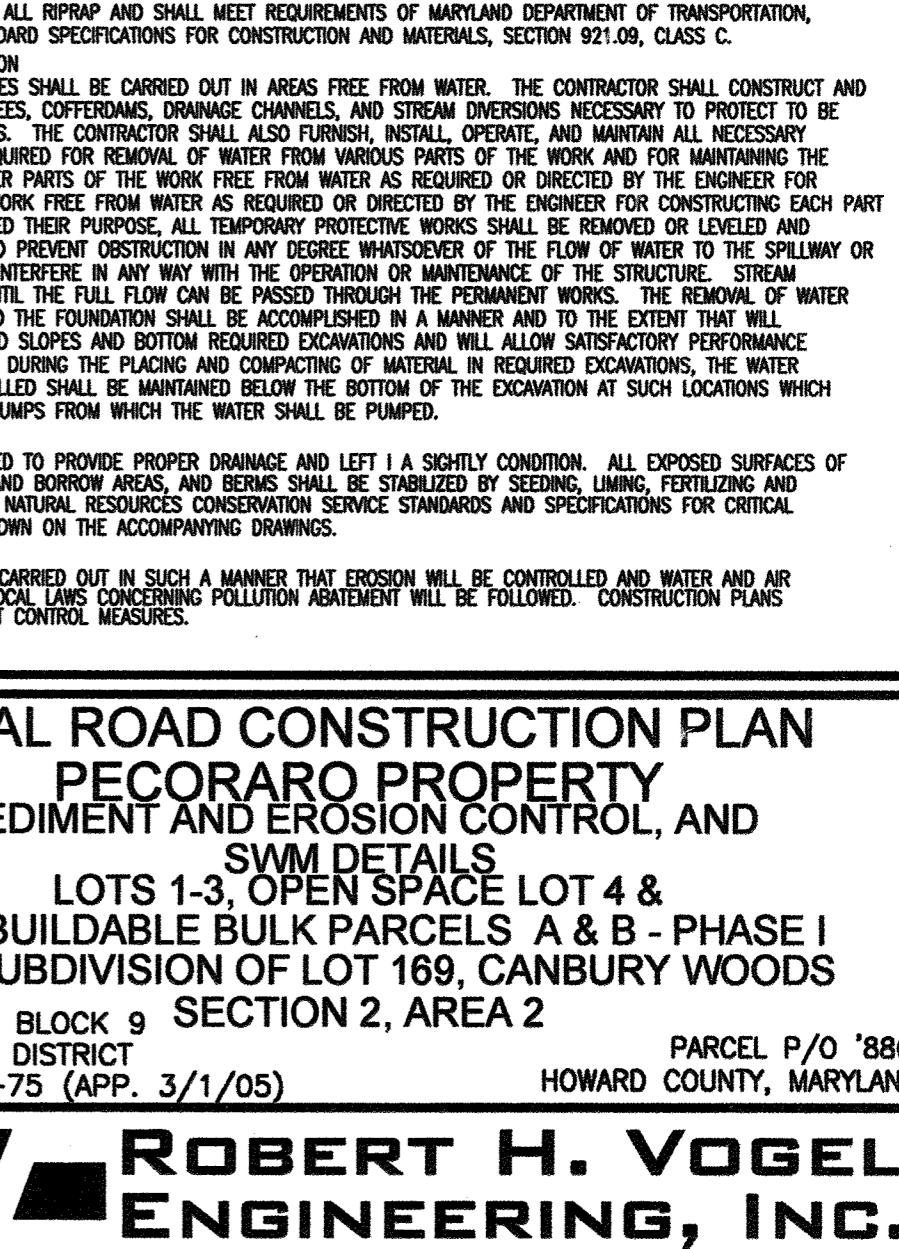 ALL RIPRAP AND SHALL MEET REQUIREMENTS OF MARYLAND DEPARTMENT OF TRANSPORTATION,
DARD SPECIFICATIONS FOR CONSTRUCTION AND MATERIALS, SECTION 921.09, CLASS C.
ON
ES SHALL BE CARRIED OUT IN AREAS FREE FROM WATER. THE CONTRACTOR SHALL CONSTRUCT AND
EES, COFFERDAMS, DRAINAGE CHANNELS, AND STREAM DIVERSIONS NECESSARY TO PROTECT TO BE
S. THE CONTRACTOR SHALL ALSO FURNISH, INSTALL, OPERATE, AND MAINTAIN ALL NECESSARY
QUIRED FOR REMOVAL OF WATER FROM VARIOUS PARTS OF THE WORK AND FOR MAINTAINING THE
R PARTS OF THE WORK FREE FROM WATER AS REQUIRED OR DIRECTED BY THE ENGINEER FOR
ORK FREE FROM WATER AS REQUIRED OR DIRECTED BY THE ENGINEER FOR CONSTRUCTING EACH PART
ED THEIR PURPOSE, ALL TEMPORARY PROTECTIVE WORKS SHALL BE REMOVED OR LEVELED AND
O PREVENT OBSTRUCTION IN ANY DEGREE WHATSOEVER OF THE FLOW OF WATER TO THE SPILLWAY OR
INTERFERE IN ANY WAY WITH THE OPERATION OR MAINTENANCE OF THE STRUCTURE. STREAM
TIL THE FULL FLOW CAN BE PASSED THROUGH THE PERMANENT WORKS. THE REMOVAL OF WATER
D THE FOUNDATION SHALL BE ACCOMPLISHED IN A MANNER AND TO THE EXTENT THAT WILL
D SLOPES AND BOTTOM REQUIRED EXCAVATIONS AND WILL ALLOW SATISFACTORY PERFORMANCE
DURING THE PLACING AND COMPACTING OF MATERIAL IN REQUIRED EXCAVATIONS, THE WATER
LLED SHALL BE MAINTAINED BELOW THE BOTTOM OF THE EXCAVATION AT SUCH LOCATIONS WHICH
UMPS FROM WHICH THE WATER SHALL BE PUMPED.
ED TO PROVIDE PROPER DRAINAGE AND LEFT I A SIGHTLY CONDITION. ALL EXPOSED SURFACES OF
AND BORROW AREAS, AND BERMS SHALL BE STABILIZED BY SEEDING, LIMING, FERTILIZING AND
NATURAL RESOURCES CONSERVATION SERVICE STANDARDS AND SPECIFICATIONS FOR CRITICAL
OWN ON THE ACCOMPANYING DRAWINGS.
CARRIED OUT IN SUCH A MANNER THAT EROSION WILL BE CONTROLLED AND WATER AND AIR
OCAL LAWS CONCERNING POLLUTION ABATEMENT WILL BE FOLLOWED. CONSTRUCTION PLANS
T CONTROL MEASURES.
AL ROAD CONSTRUCTION PLAN
PECORARO PROPERTY
EDIMENT AND EROSION CONTROL, AND
SWM DETAILS
LOTS 1-3, OPEN SPACE LOT 4 &
BUILDABLE BULK PARCELS A & B - PHASE I
UBDIVISION OF LOT 169, CANBURY WOODS
BLOCK 9 SECTION 2, AREA 2
DISTRICT PARCEL P/O '880
-75 (APP. 3/1/05) HOWARD COUNTY, MARYLAN
ROBERT H. VOGEL
ENGINEERING, INC.